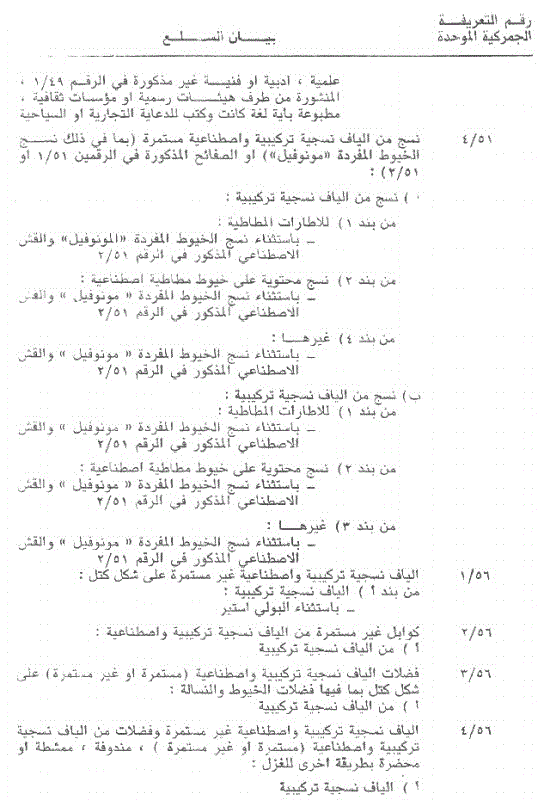 رقم التعريفة
الجمركية الموحدة
بيان السلع
علمية ، ادبية او فنية غير مذكورة في الرقم ١/٤٩ ،
المنشورة من طرف هيئات رسمية او مؤسسات ثقافية ،
مطبوعة باية لغة كانت وكتب للدعاية التجارية او السياحية
٤/٥١ نسج من الياف نسجية تركيبية واصطناعية مستمرة (بما في ذلك نسج
الخيوط المفردة «مونوفيل») او الصفائح المذكورة في الرقمين ١/٥١ او
٢/٥١) :
ا ) نسج من الياف نسجية تركيبية :
من بند ١) للاطارات المطاطية :
ــ باستثناء نسج الخيوط المفردة «المونوفيل» والقش
الاصطناعي المذكور في الرقم ٢/٥١
من بند ٢) نسج محتوية على خيوط مطاطية اصطناعية :
ــ باستثناء نسج الخيوط المفردة « مونوفيل » والقش
الاصطناعي المذكور في الرقم ٢/٥١
من بند ٤) غيرها :
ــ باستثناء نسج الخيوط المفردة « مونوفيل » والقش
الاصطناعي المذكور في الرقم ٢/٥١
ب) نسج من الياف نسجية تركيبية :
من بند ١) للاطارات المطاطية :
ــ باستثناء نسج الخيوط المفردة « مونوفيل » والقش
الاصطناعي المذكور في الرقم ٢/٥١
من بند ٢) نسج محتوية على خيوط مطاطية اصطناعية :
ــ باستثناء نسج الخيوط المفردة « مونوفيل » والقش
الاصطناعي المذكور في الرقم ٢/٥١
من بند ٣) غيرها :
ــ باستثناء نسج الخيوط المفردة « مونوفيل » والقش
الاصطناعي المذكور في الرقم ٢/٥١
١/٥٦ الياف نسجية تركيبية واصطناعية غير مستمرة على شكل كتل :
من بند أ ) الياف نسجية تركيبية :
ــ باستثناء البولي استير
٢/٥٦ كوابل غير مستمرة من الياف نسجية تركيبية واصطناعية :
أ ) من الياف نسجية تركيبية
٣/٥٦ فضلات الياف نسجية تركيبية واصطناعية (مستمرة او غير مستمرة) على
شكل كتل بما فيها فضلات الخيوط والنسالة :
أ ) من الياف نسجية تركيبية
٤/٥٦ الياف نسجية تركيبية واصطناعية غير مستمرة وفضلات من الياف نسجية
تركيبية واصطناعية (مستمرة او غير مستمرة ) ، مندوفة ، ممشطة او
محضرة بطريقة اخرى للغزل :
أ ) الياف نسجية تركيبية